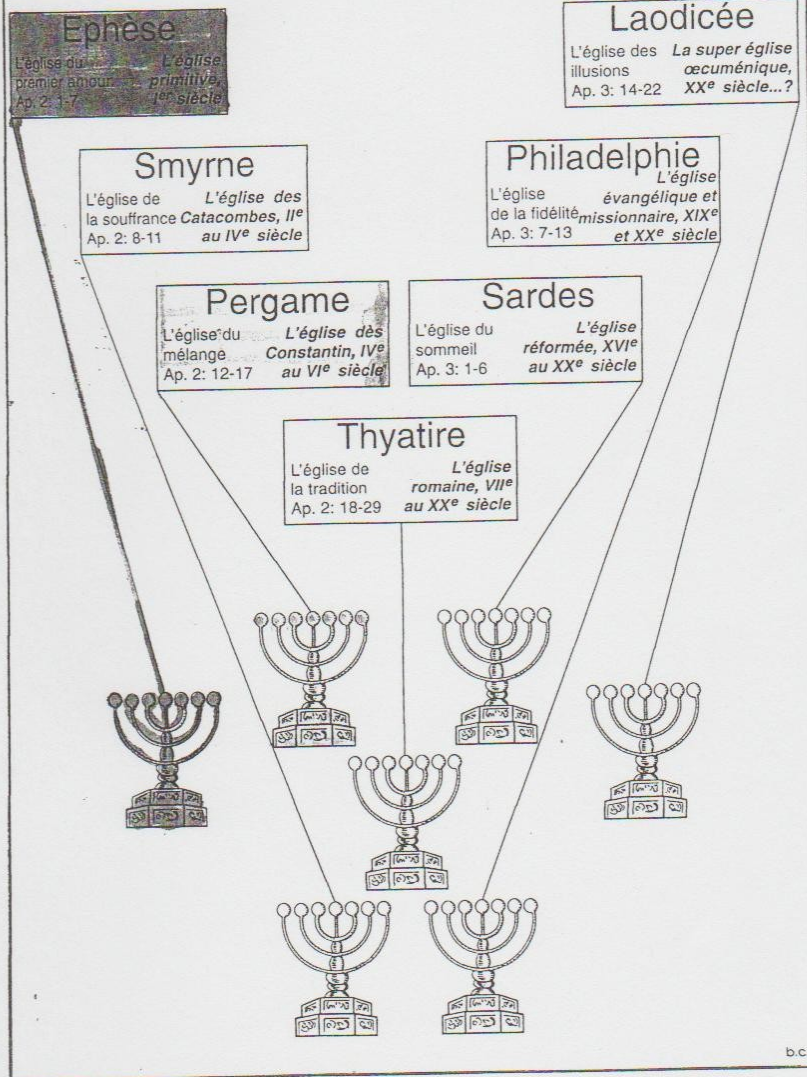 Ephèse
L'église du
premier amour
Ap. 2: 1-7
L'église
primitive,
Ier siècle
Laodicée
L'église des
illusions
Ap. 3: 14-22
La super église
œcuménique,
XXe siècle...?
Smyrne
L'église de
la souffrance
Ap. 2: 8-11
L'église des
Catacombes, IIe
au IVe siècle
Philadelphie
L'église
de la fidélité
Ap. 3: 7-13
L'église
évangélique et
missionnaire, XIXe
et XXe siècle
Pergame
L'église du
mélange
Ap. 2: 12-17
L'église dès
Constantin, IVe
au VIe siècle
Sardes
L'église du
sommeil
Ap. 3: 1-6
L'église
réformée, XVIe
au XXe siècle
Thyatire
L'église de
la tradition
Ap. 2: 18-29
L'église
romaine, VIIe
au XXe siècle
b.c